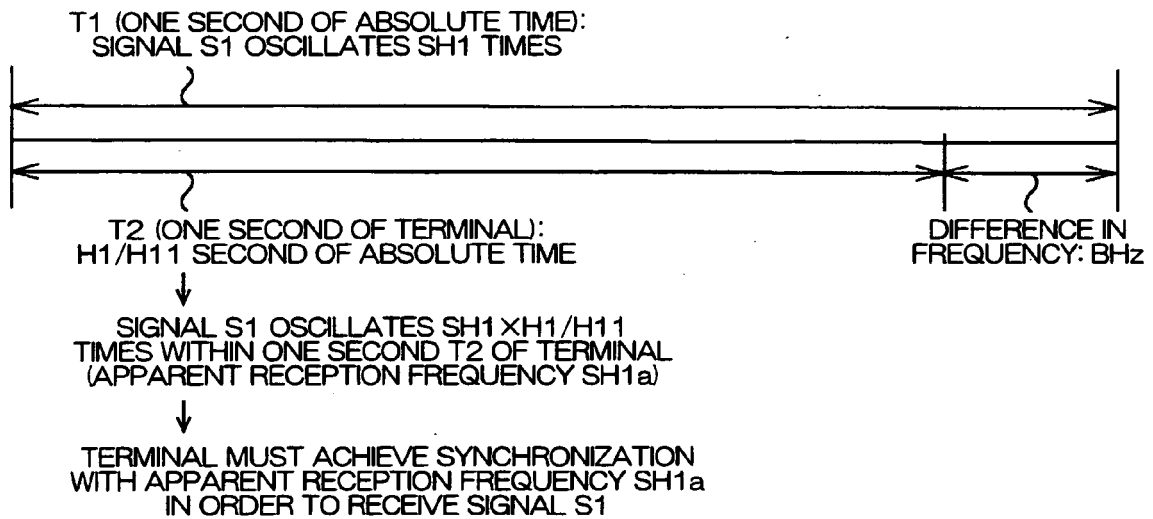 T1 (ONE SECOND OF ABSOLUTE TIME):
SIGNAL S1 OSCILLATES SH1 TIMES
T2 (ONE SECOND OF TERMINAL):
H1/H11 SECOND OF ABSOLUTE TIME
DIFFERENCE IN
FREQUENCY: BHz
SIGNAL S1 OSCILLATES SH1×H1/H11
TIMES WITHIN ONE SECOND T2 OF TERMINAL
(APPARENT RECEPTION FREQUENCY SH1a)
TERMINAL MUST ACHIEVE SYNCHRONIZATION
WITH APPARENT RECEPTION FREQUENCY SH1a
IN ORDER TO RECEIVE SIGNAL S1